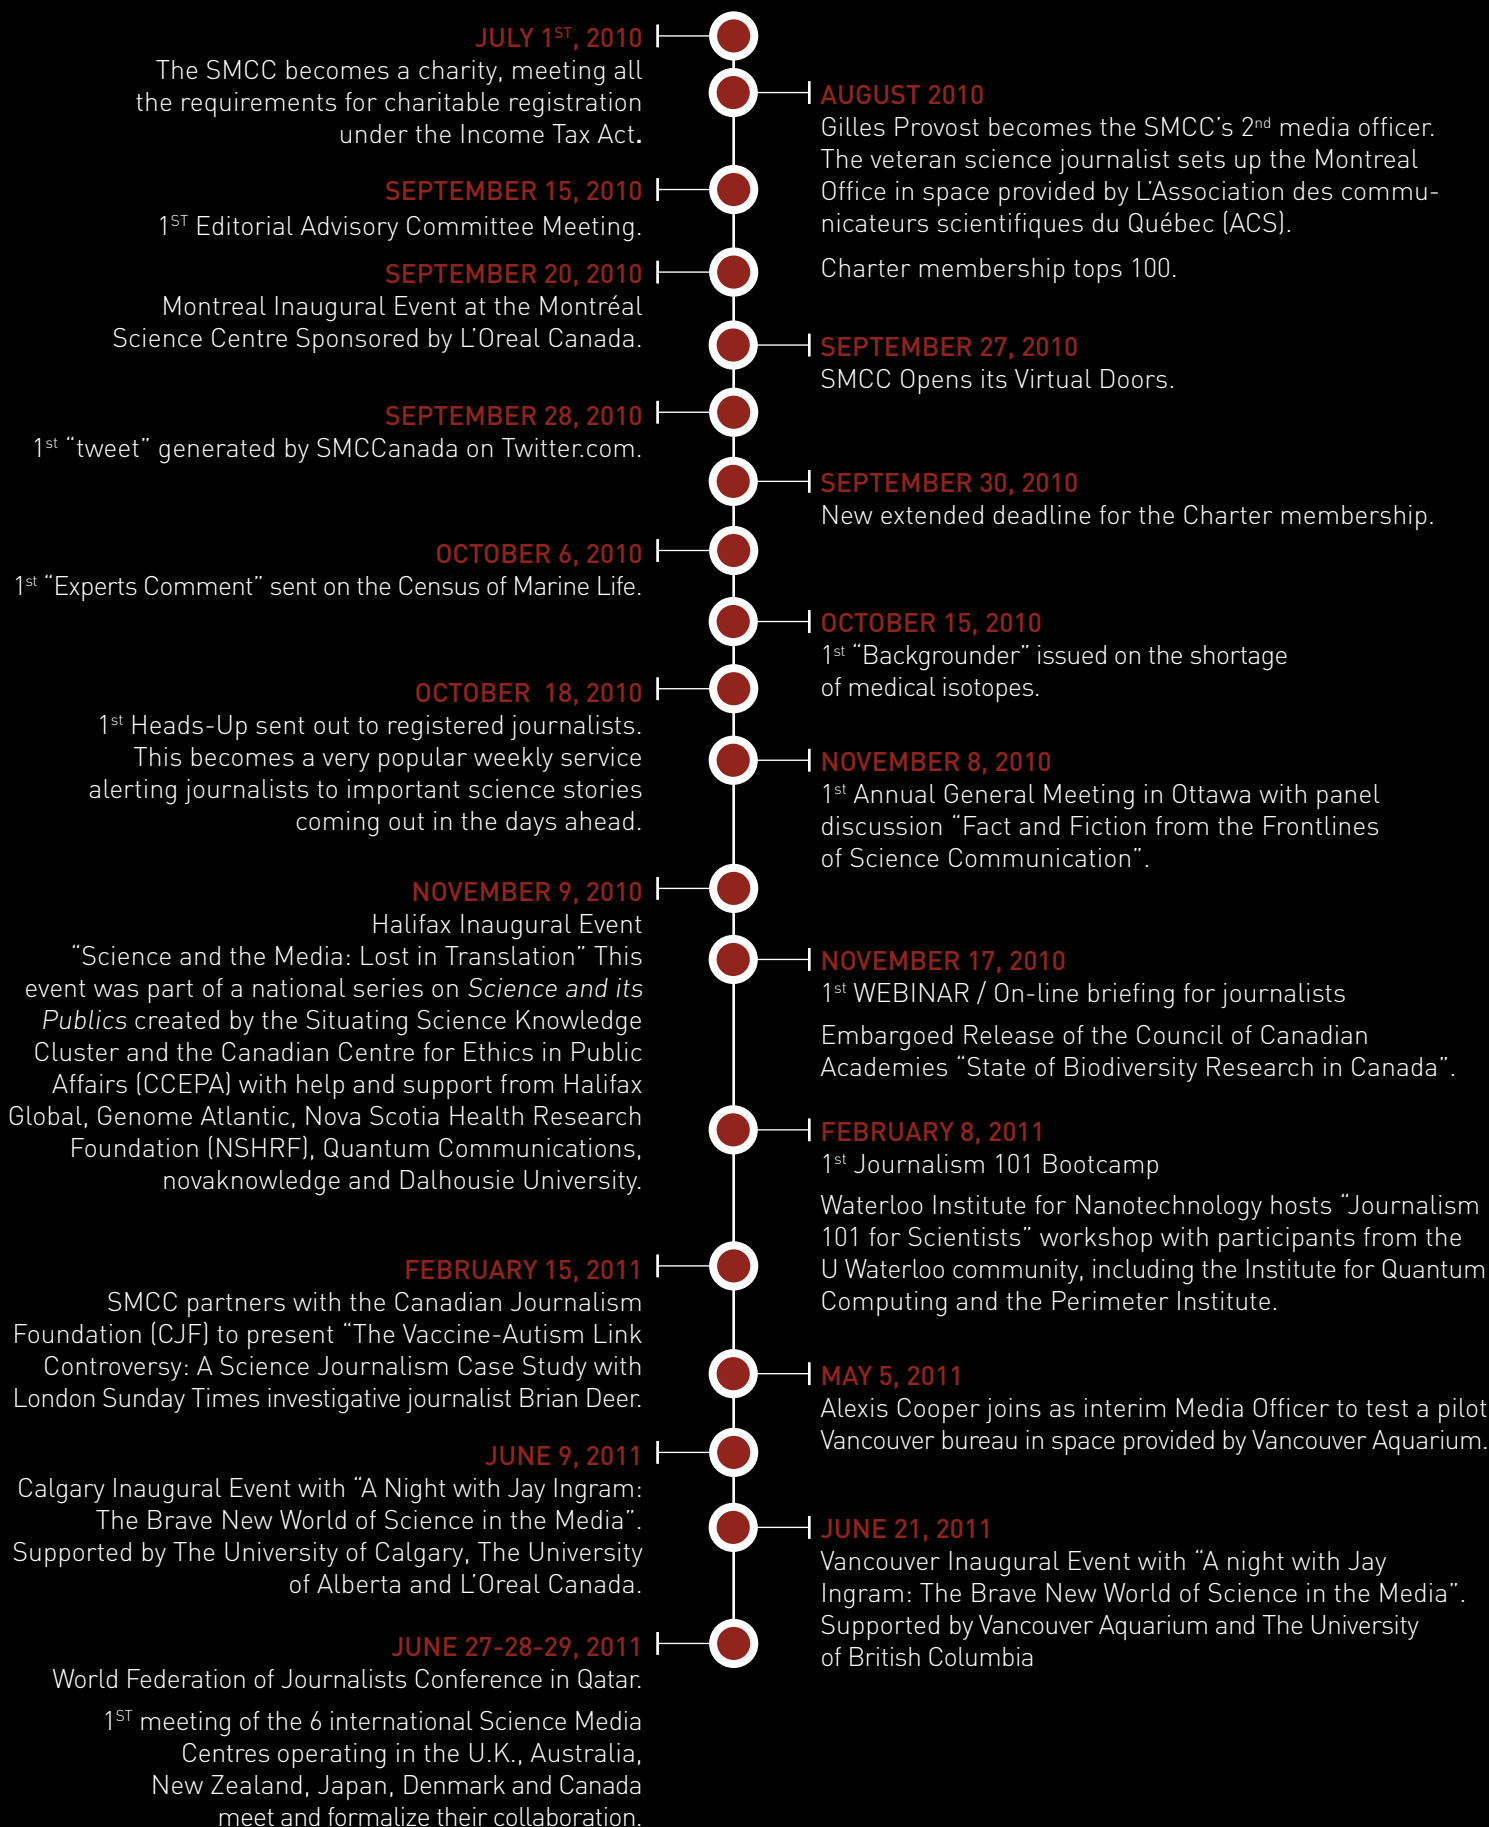 JULY 1ST, 2010
The SMCC becomes a charity, meeting all
the requirements for charitable registration
under the Income Tax Act.
AUGUST 2010
Gilles Provost becomes the SMCC’s 2nd media officer.
The veteran science journalist sets up the Montreal
Office in space provided by L’Association des commu-
nicateurs scientifiques du Québec (ACS).
Charter membership tops 100.
SEPTEMBER 15, 2010
1ST Editorial Advisory Committee Meeting.
SEPTEMBER 20, 2010
Montreal Inaugural Event at the Montréal
Science Centre Sponsored by L’Oreal Canada.
SEPTEMBER 27, 2010
SMCC Opens its Virtual Doors.
SEPTEMBER 28, 2010
1st “tweet” generated by SMCCanada on Twitter.com.
SEPTEMBER 30, 2010
New extended deadline for the Charter membership.
OCTOBER 6, 2010
1st “Experts Comment” sent on the Census of Marine Life.
OCTOBER 15, 2010
1st “Backgrounder” issued on the shortage
of medical isotopes.
OCTOBER 18, 2010
1st Heads-Up sent out to registered journalists.
This becomes a very popular weekly service
alerting journalists to important science stories
coming out in the days ahead.
NOVEMBER 8, 2010
1st Annual General Meeting in Ottawa with panel
discussion “Fact and Fiction from the Frontlines
of Science Communication”.
NOVEMBER 9, 2010
Halifax Inaugural Event
“Science and the Media: Lost in Translation” This
event was part of a national series on Science and its
Publics created by the Situating Science Knowledge
Cluster and the Canadian Centre for Ethics in Public
Affairs (CCEPA) with help and support from Halifax
Global, Genome Atlantic, Nova Scotia Health Research
Foundation (NSHRF), Quantum Communications,
novaknowledge and Dalhousie University.
NOVEMBER 17, 2010
1st WEBINAR / On-line briefing for journalists
Embargoed Release of the Council of Canadian
Academies “State of Biodiversity Research in Canada”.
FEBRUARY 8, 2011
1st Journalism 101 Bootcamp
Waterloo Institute for Nanotechnology hosts “Journalism
101 for Scientists” workshop with participants from the
U Waterloo community, including the Institute for Quantum
Computing and the Perimeter Institute.
FEBRUARY 15, 2011
SMCC partners with the Canadian Journalism
Foundation (CJF) to present “The Vaccine-Autism Link
Controversy: A Science Journalism Case Study with
London Sunday Times investigative journalist Brian Deer.
MAY 5, 2011
Alexis Cooper joins as interim Media Officer to test a pilot
Vancouver bureau in space provided by Vancouver Aquarium.
JUNE 9, 2011
Calgary Inaugural Event with “A Night with Jay Ingram:
The Brave New World of Science in the Media”.
Supported by The University of Calgary, The University
of Alberta and L’Oreal Canada.
JUNE 21, 2011
Vancouver Inaugural Event with “A night with Jay
Ingram: The Brave New World of Science in the Media”.
Supported by Vancouver Aquarium and The University
of British Columbia
JUNE 27-28-29, 2011
World Federation of Journalists Conference in Qatar.
1ST meeting of the 6 international Science Media
Centres operating in the U.K., Australia,
New Zealand, Japan, Denmark and Canada
meet and formalize their collaboration.